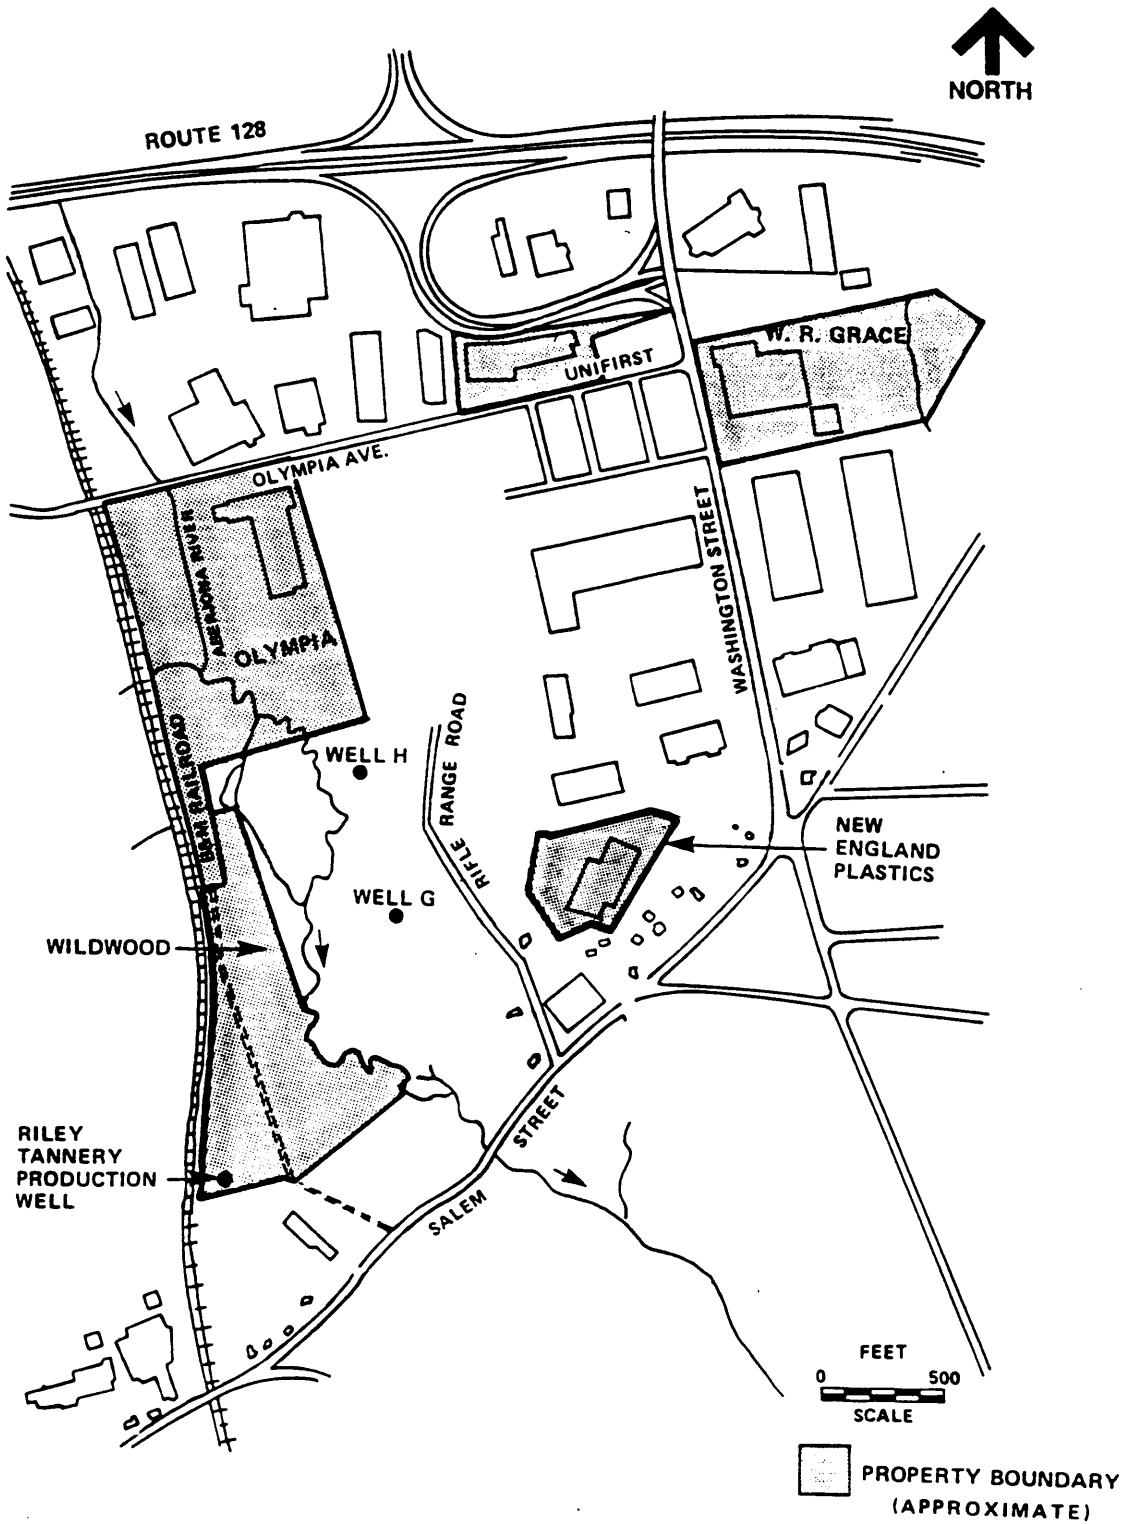 NORTH
ROUTE 128
W. R. GRACE
UNIFIRST
OLYMPIA AVE.
ABERJONA RIVER
WASHINGTON STREET
OLYMPIA
B&M RAILROAD
WELL H
RIFLE RANGE ROAD
NEW
ENGLAND
PLASTICS
WELL G
WILDWOOD
RILEY
TANNERY
PRODUCTION
WELL
SALEM STREET
FEET
0 500
SCALE
PROPERTY BOUNDARY
(APPROXIMATE)